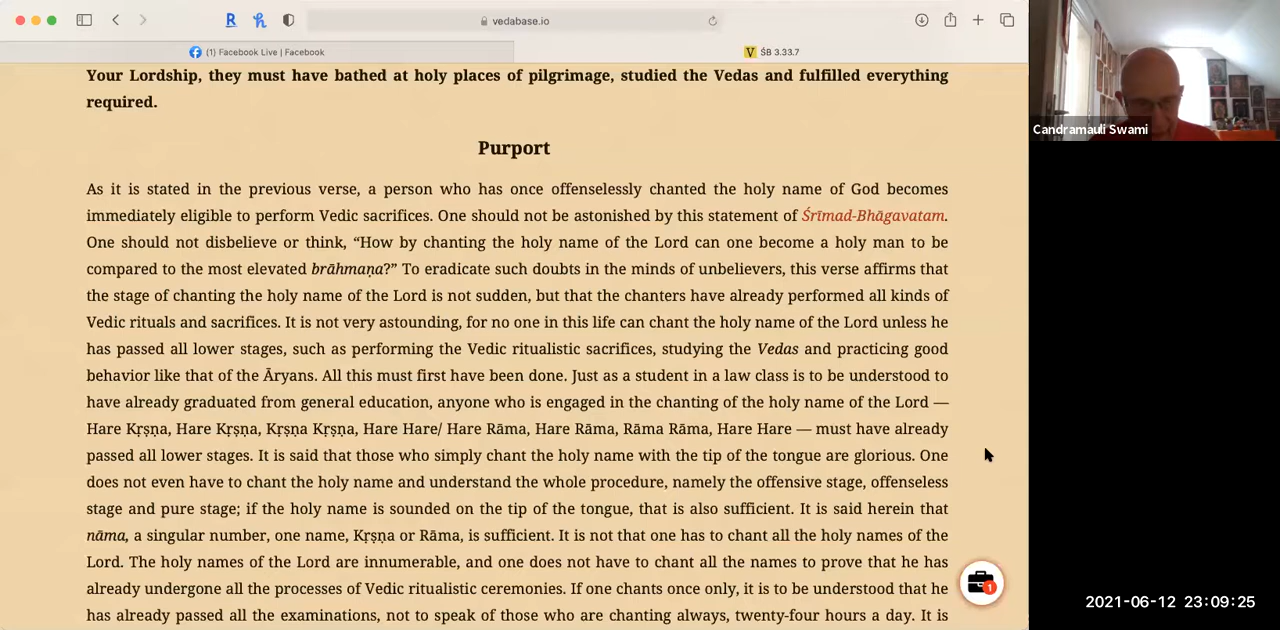 vedabase.io
(1) Facebook Live | Facebook
V ŚB 3.33.7
Your Lordship, they must have bathed at holy places of pilgrimage, studied the Vedas and fulfilled everything
required.
Candramauli Swami
Purport
As it is stated in the previous verse, a person who has once offenselessly chanted the holy name of God becomes
immediately eligible to perform Vedic sacrifices. One should not be astonished by this statement of Śrīmad-Bhāgavatam.
One should not disbelieve or think, “How by chanting the holy name of the Lord can one become a holy man to be
compared to the most elevated brāhmaṇa?” To eradicate such doubts in the minds of unbelievers, this verse affirms that
the stage of chanting the holy name of the Lord is not sudden, but that the chanters have already performed all kinds of
Vedic rituals and sacrifices. It is not very astounding, for no one in this life can chant the holy name of the Lord unless he
has passed all lower stages, such as performing the Vedic ritualistic sacrifices, studying the Vedas and practicing good
behavior like that of the Āryans. All this must first have been done. Just as a student in a law class is to be understood to
have already graduated from general education, anyone who is engaged in the chanting of the holy name of the Lord —
Hare Kṛṣṇa, Hare Kṛṣṇa, Kṛṣṇa Kṛṣṇa, Hare Hare/ Hare Rāma, Hare Rāma, Rāma Rāma, Hare Hare — must have already
passed all lower stages. It is said that those who simply chant the holy name with the tip of the tongue are glorious. One
does not even have to chant the holy name and understand the whole procedure, namely the offensive stage, offenseless
stage and pure stage; if the holy name is sounded on the tip of the tongue, that is also sufficient. It is said herein that
nāma, a singular number, one name, Kṛṣṇa or Rāma, is sufficient. It is not that one has to chant all the holy names of the
Lord. The holy names of the Lord are innumerable, and one does not have to chant all the names to prove that he has
already undergone all the processes of Vedic ritualistic ceremonies. If one chants once only, it is to be understood that he
has already passed all the examinations, not to speak of those who are chanting always, twenty-four hours a day. It is
1
2021-06-12 23:09:25